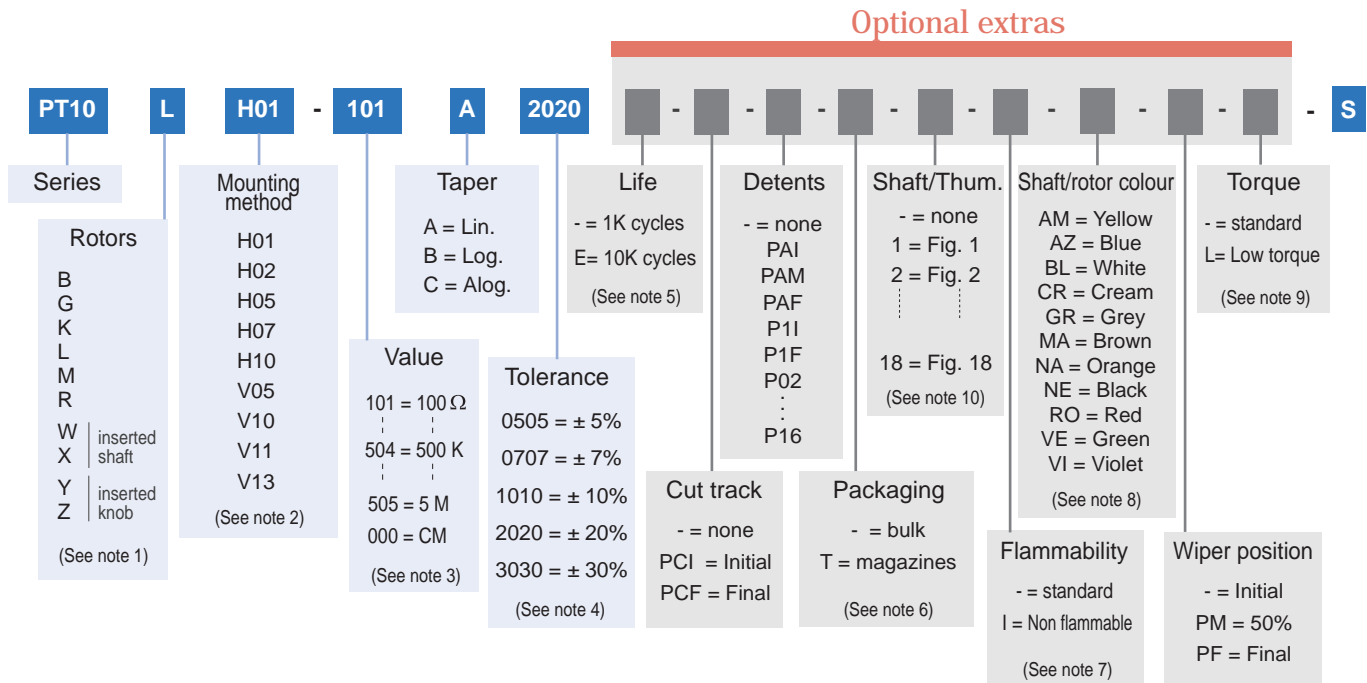 Optional extras
PT10 L H01 - 101 A 2020 - - - - - - - - - S
Series
Rotors
B
G
K
L
M
R
W
X
inserted
shaft
Y
Z
inserted
knob
(See note 1)
Mounting
method
H01
H02
H05
H07
H10
V05
V10
V11
V13
(See note 2)
Value
101 = 100 Ω
504 = 500 K
505 = 5 M
000 = CM
(See note 3)
Taper
A = Lin.
B = Log.
C = Alog.
Tolerance
0505 = ± 5%
0707 = ± 7%
1010 = ± 10%
2020 = ± 20%
3030 = ± 30%
(See note 4)
Life
- = 1K cycles
E= 10K cycles
(See note 5)
Cut track
- = none
PCI = Initial
PCF = Final
Detents
- = none
PAI
PAM
PAF
P1I
P1F
P02
:
P16
Packaging
- = bulk
T = magazines
(See note 6)
Shaft/Thum.
- = none
1 = Fig. 1
2 = Fig. 2
18 = Fig. 18
(See note 10)
Flammability
- = standard
I = Non flammable
(See note 7)
Shaft/rotor colour
AM = Yellow
AZ = Blue
BL = White
CR = Cream
GR = Grey
MA = Brown
NA = Orange
NE = Black
RO = Red
VE = Green
VI = Violet
(See note 8)
Wiper position
- = Initial
PM = 50%
PF = Final
Torque
- = standard
L= Low torque
(See note 9)